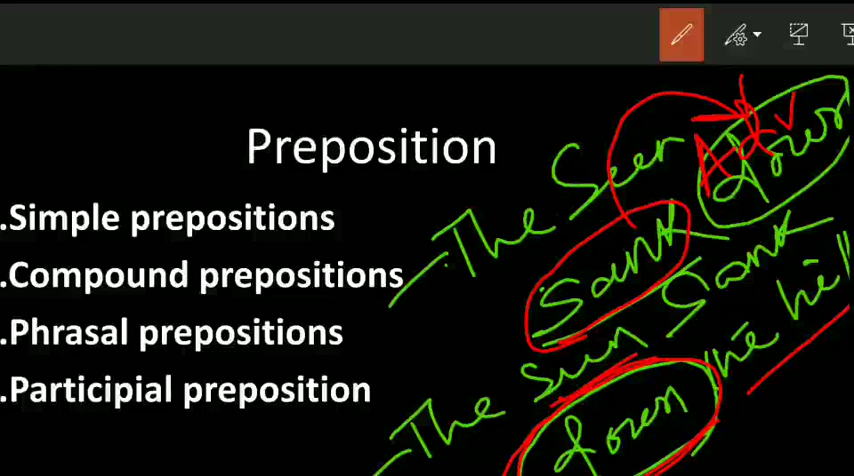 Preposition
.Simple prepositions
.Compound prepositions
.Phrasal prepositions
.Participial preposition
The Sun
Sank down
Adv
The Sun Sank
down the hill